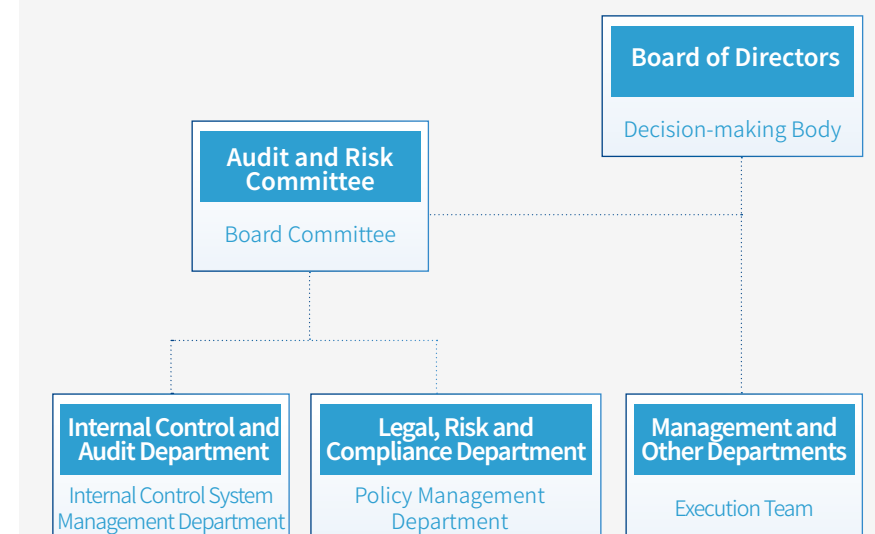 Board of Directors
Decision-making Body
Audit and Risk
Committee
Board Committee
Internal Control and
Audit Department
Internal Control System
Management Department
Legal, Risk and
Compliance Department
Policy Management
Department
Management and
Other Departments
Execution Team